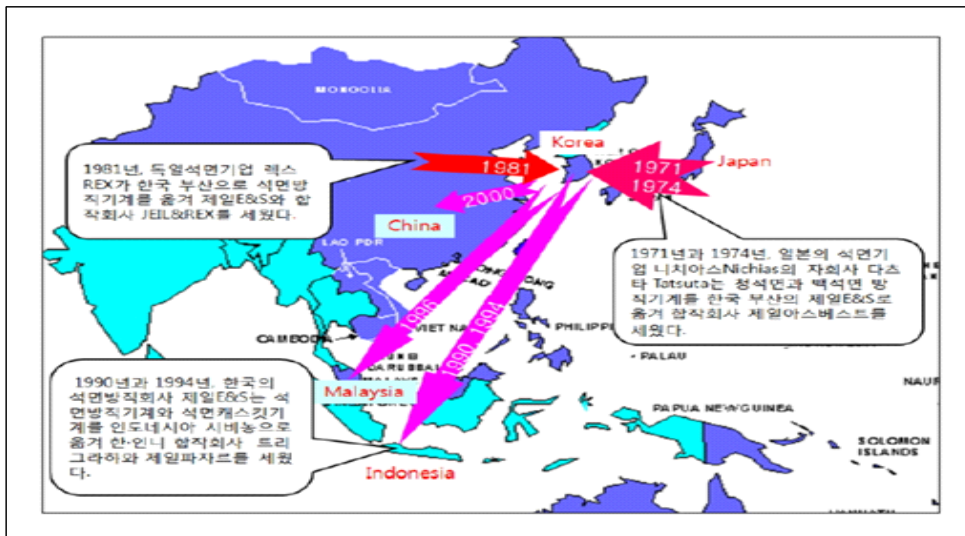 MONGOLIA
Korea
Japan
1981
1971
1974
2000
China
LAO PDR
1981년, 독일석면기업 렉스
REX가 한국 부산으로 석면방
직기계를 옮겨 제일E&S와 합
작회사 JEIL&REX를 세웠다.
1971년과 1974년, 일본의 석면기
업 니치아스Nichias의 자회사 다츠
타Tatsuta는 청석면과 백석면 방
직기계를 한국 부산의 제일E&S로
옮겨 합작회사 제일아스베스트를
세웠다.
1996
1990, 1994
VIET NA
CAMBODIA
PHILIPPI
PALAU
NAUR
1990년과 1994년, 한국의
석면방직회사 제일E&S는 석
면방직기계와 석면개스킷기
계를 인도네시아 시비농으로
옮겨 한-인니 합작회사 트리
그라하와 제일파자르를 세웠
다.
Malaysia
Indonesia
PAPUA NEW GUINEA
SOLOMON
ISLANDS